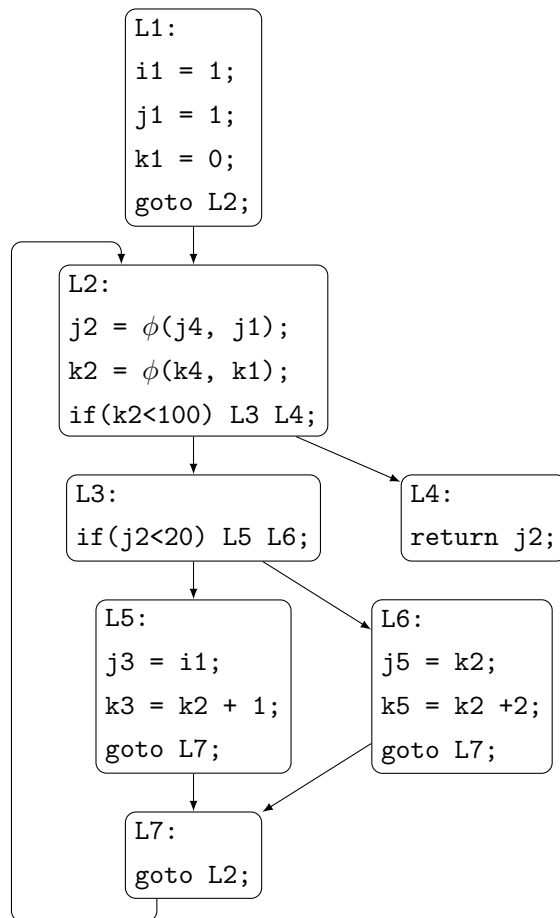 L1:
i1 = 1;
j1 = 1;
k1 = 0;
goto L2;
L2:
j2 = ϕ(j4, j1);
k2 = ϕ(k4, k1);
if(k2<100) L3 L4;
L3:
if(j2<20) L5 L6;
L4:
return j2;
L5:
j3 = i1;
k3 = k2 + 1;
goto L7;
L6:
j5 = k2;
k5 = k2 +2;
goto L7;
L7:
goto L2;